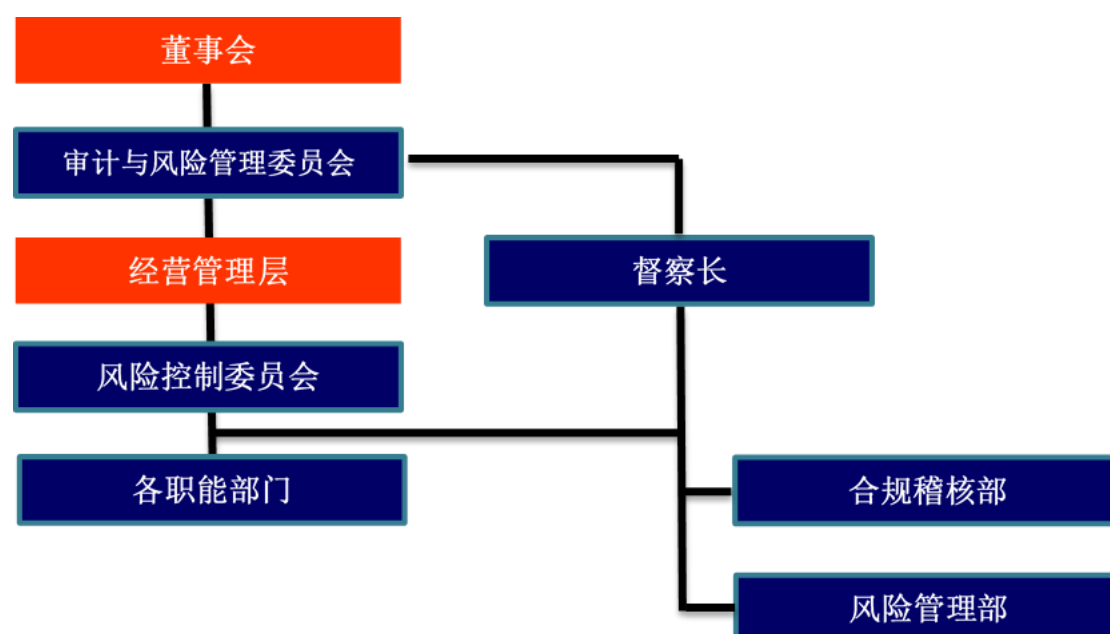 董事会
审计与风险管理委员会
经营管理层
督察长
风险控制委员会
各职能部门
合规稽核部
风险管理部